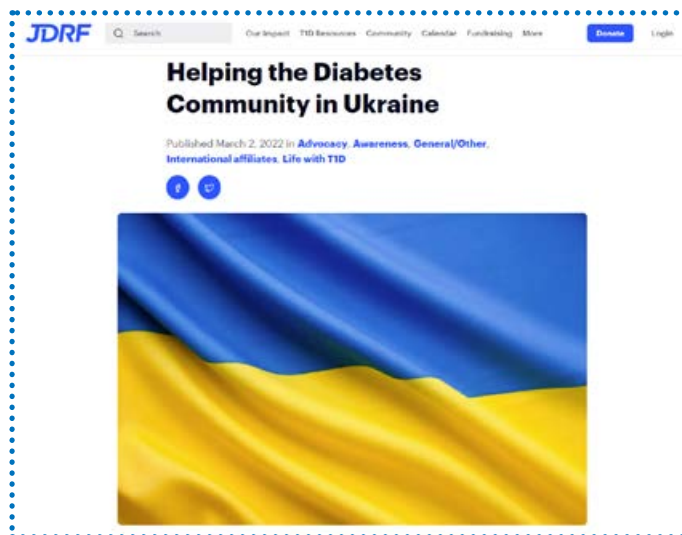 JDRF Search Our Impact T1D Resources Community Calendar Fundraising More Donate Login
Helping the Diabetes
Community in Ukraine
Published March 2, 2022 in Advocacy, Awareness, General/Other,
International affiliates, Life with T1D